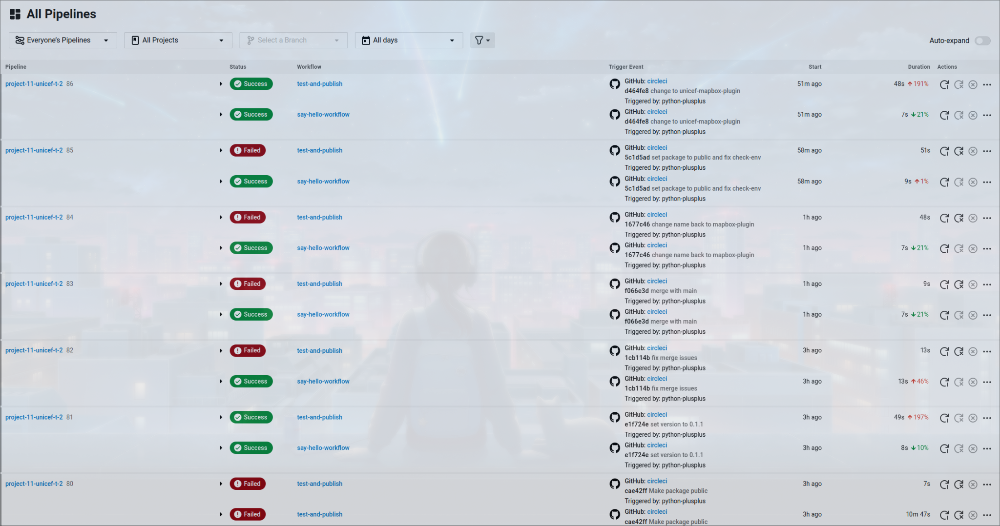 All Pipelines
Everyone's Pipelines All Projects Select a Branch All days Auto-expand
Pipeline Status Workflow Trigger Event Start Duration Actions
project-11-unicef-t-2 86 Success test-and-publish GitHub: circleci 51m ago 48s 191%
d464fe8 change to unicef-mapbox-plugin
Triggered by: python-plusplus
Success say-hello-workflow GitHub: circleci 51m ago 7s 21%
d464fe8 change to unicef-mapbox-plugin
Triggered by: python-plusplus
project-11-unicef-t-2 85 Failed test-and-publish GitHub: circleci 58m ago 51s
5c1d5ad set package to public and fix check-env
Triggered by: python-plusplus
Success say-hello-workflow GitHub: circleci 58m ago 9s 1%
5c1d5ad set package to public and fix check-env
Triggered by: python-plusplus
project-11-unicef-t-2 84 Failed test-and-publish GitHub: circleci 1h ago 48s
1677c46 change name back to mapbox-plugin
Triggered by: python-plusplus
Success say-hello-workflow GitHub: circleci 1h ago 7s 21%
1677c46 change name back to mapbox-plugin
Triggered by: python-plusplus
project-11-unicef-t-2 83 Failed test-and-publish GitHub: circleci 1h ago 9s
f066e3d merge with main
Triggered by: python-plusplus
Success say-hello-workflow GitHub: circleci 1h ago 7s 21%
f066e3d merge with main
Triggered by: python-plusplus
project-11-unicef-t-2 82 Failed test-and-publish GitHub: circleci 3h ago 13s
1cb114b fix merge issues
Triggered by: python-plusplus
Success say-hello-workflow GitHub: circleci 3h ago 13s 46%
1cb114b fix merge issues
Triggered by: python-plusplus
project-11-unicef-t-2 81 Success test-and-publish GitHub: circleci 3h ago 49s 197%
e1f724e set version to 0.1.1
Triggered by: python-plusplus
Success say-hello-workflow GitHub: circleci 3h ago 8s 10%
e1f724e set version to 0.1.1
Triggered by: python-plusplus
project-11-unicef-t-2 80 Failed test-and-publish GitHub: circleci 3h ago 7s
cae42ff Make package public
Triggered by: python-plusplus
Failed test-and-publish GitHub: circleci 3h ago 10m 47s
cae42ff Make package public